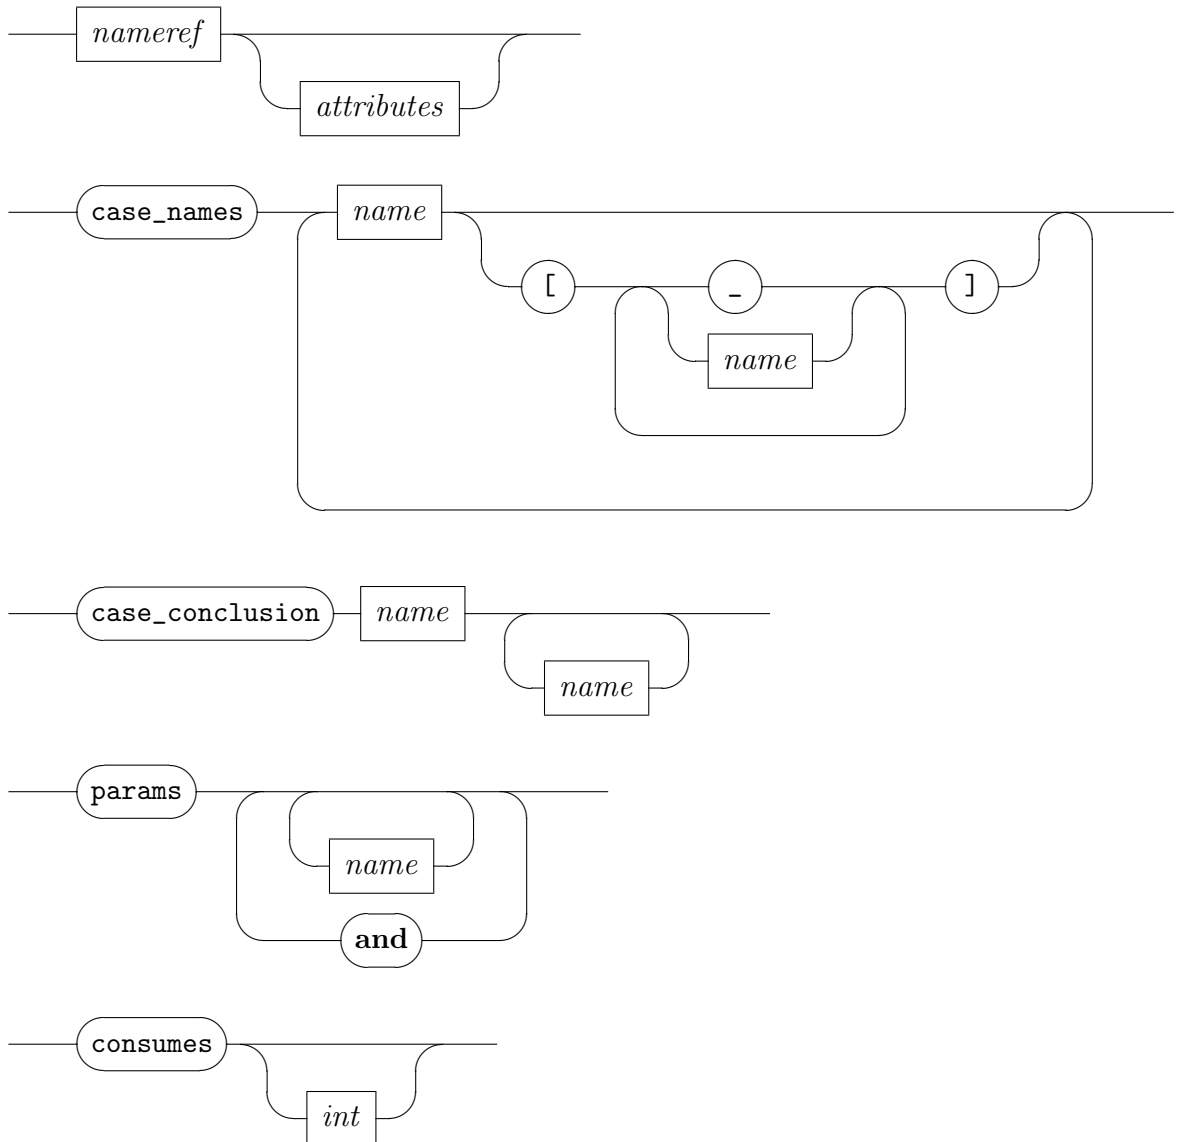 nameref
attributes
case_names name
[ _ ]
name
case_conclusion name
name
params
name
and
consumes
int